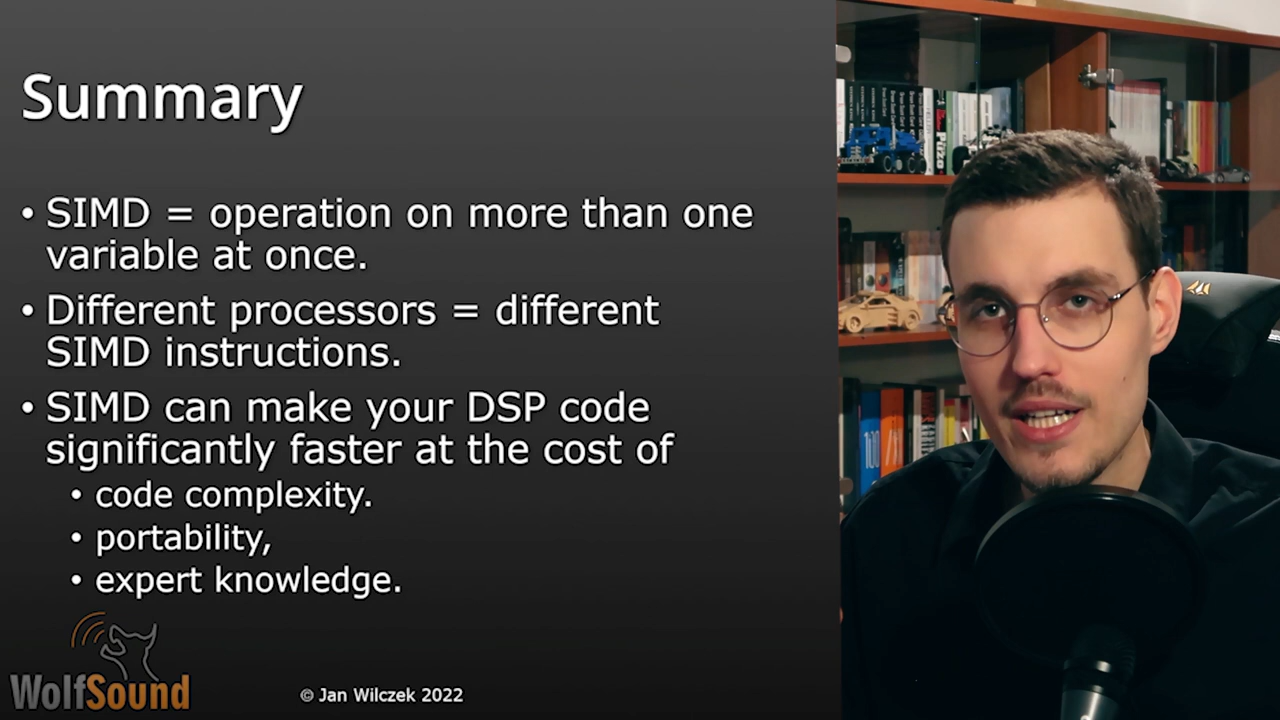 Summary
• SIMD = operation on more than one
variable at once.
• Different processors = different
SIMD instructions.
• SIMD can make your DSP code
significantly faster at the cost of
• code complexity.
• portability,
• expert knowledge.
WolfSound
© Jan Wilczek 2022